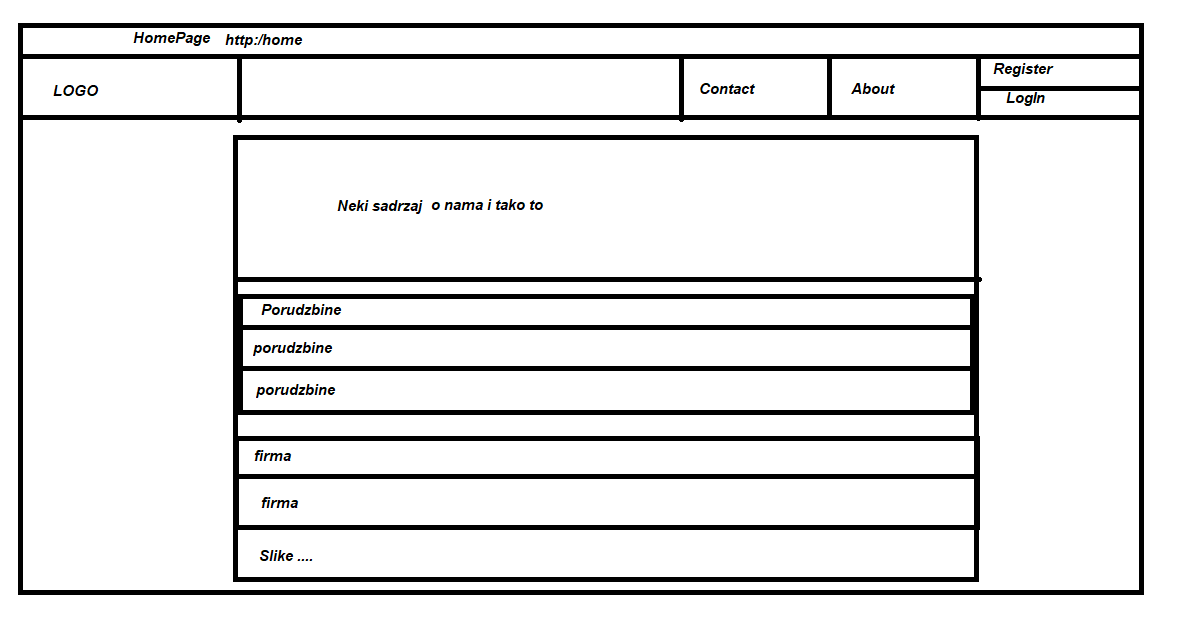 HomePage http:/home
LOGO
Contact
About
Register
LogIn
Neki sadrzaj o nama i tako to
Porudzbine
porudzbine
porudzbine
firma
firma
Slike ....